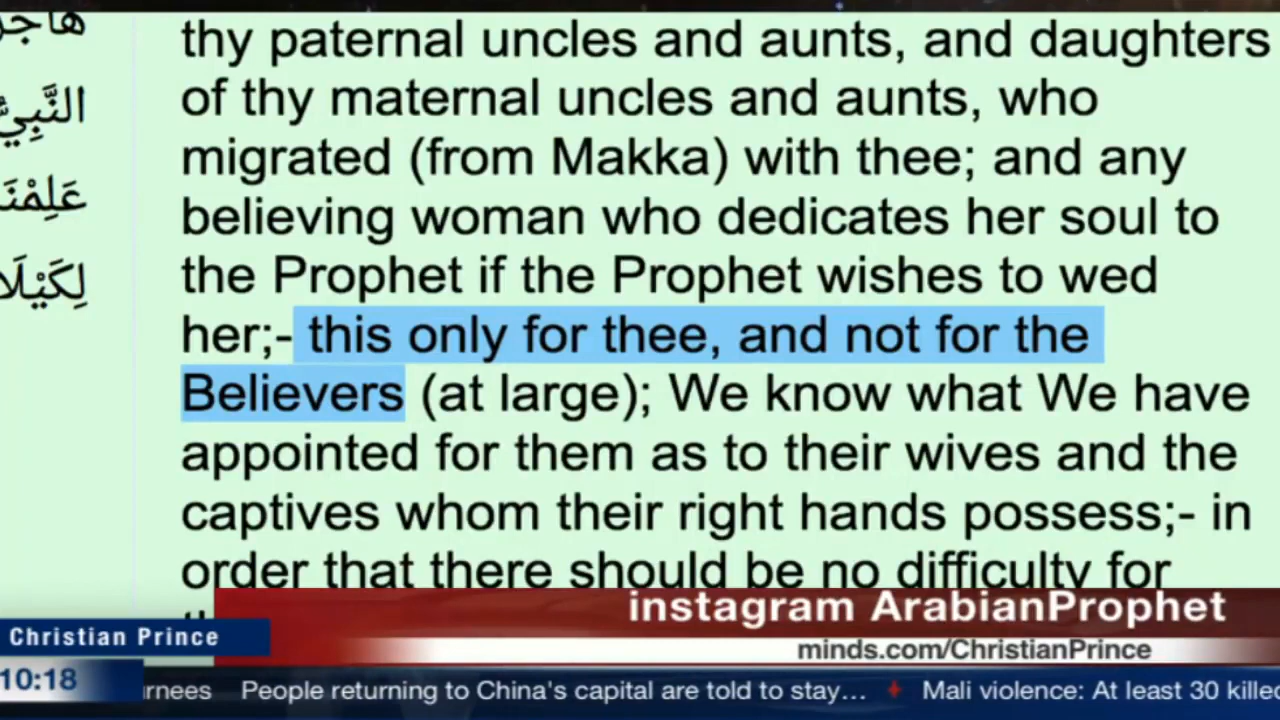 هاجر
النَّبِيُّ
عَلِمْنَا
لِكَيْلَا
thy paternal uncles and aunts, and daughters
of thy maternal uncles and aunts, who
migrated (from Makka) with thee; and any
believing woman who dedicates her soul to
the Prophet if the Prophet wishes to wed
her;- this only for thee, and not for the
Believers (at large); We know what We have
appointed for them as to their wives and the
captives whom their right hands possess;- in
order that there should be no difficulty for
instagram ArabianProphet
Christian Prince
minds.com/ChristianPrince
10:18
rnees People returning to China's capital are told to stay... Mali violence: At least 30 killed